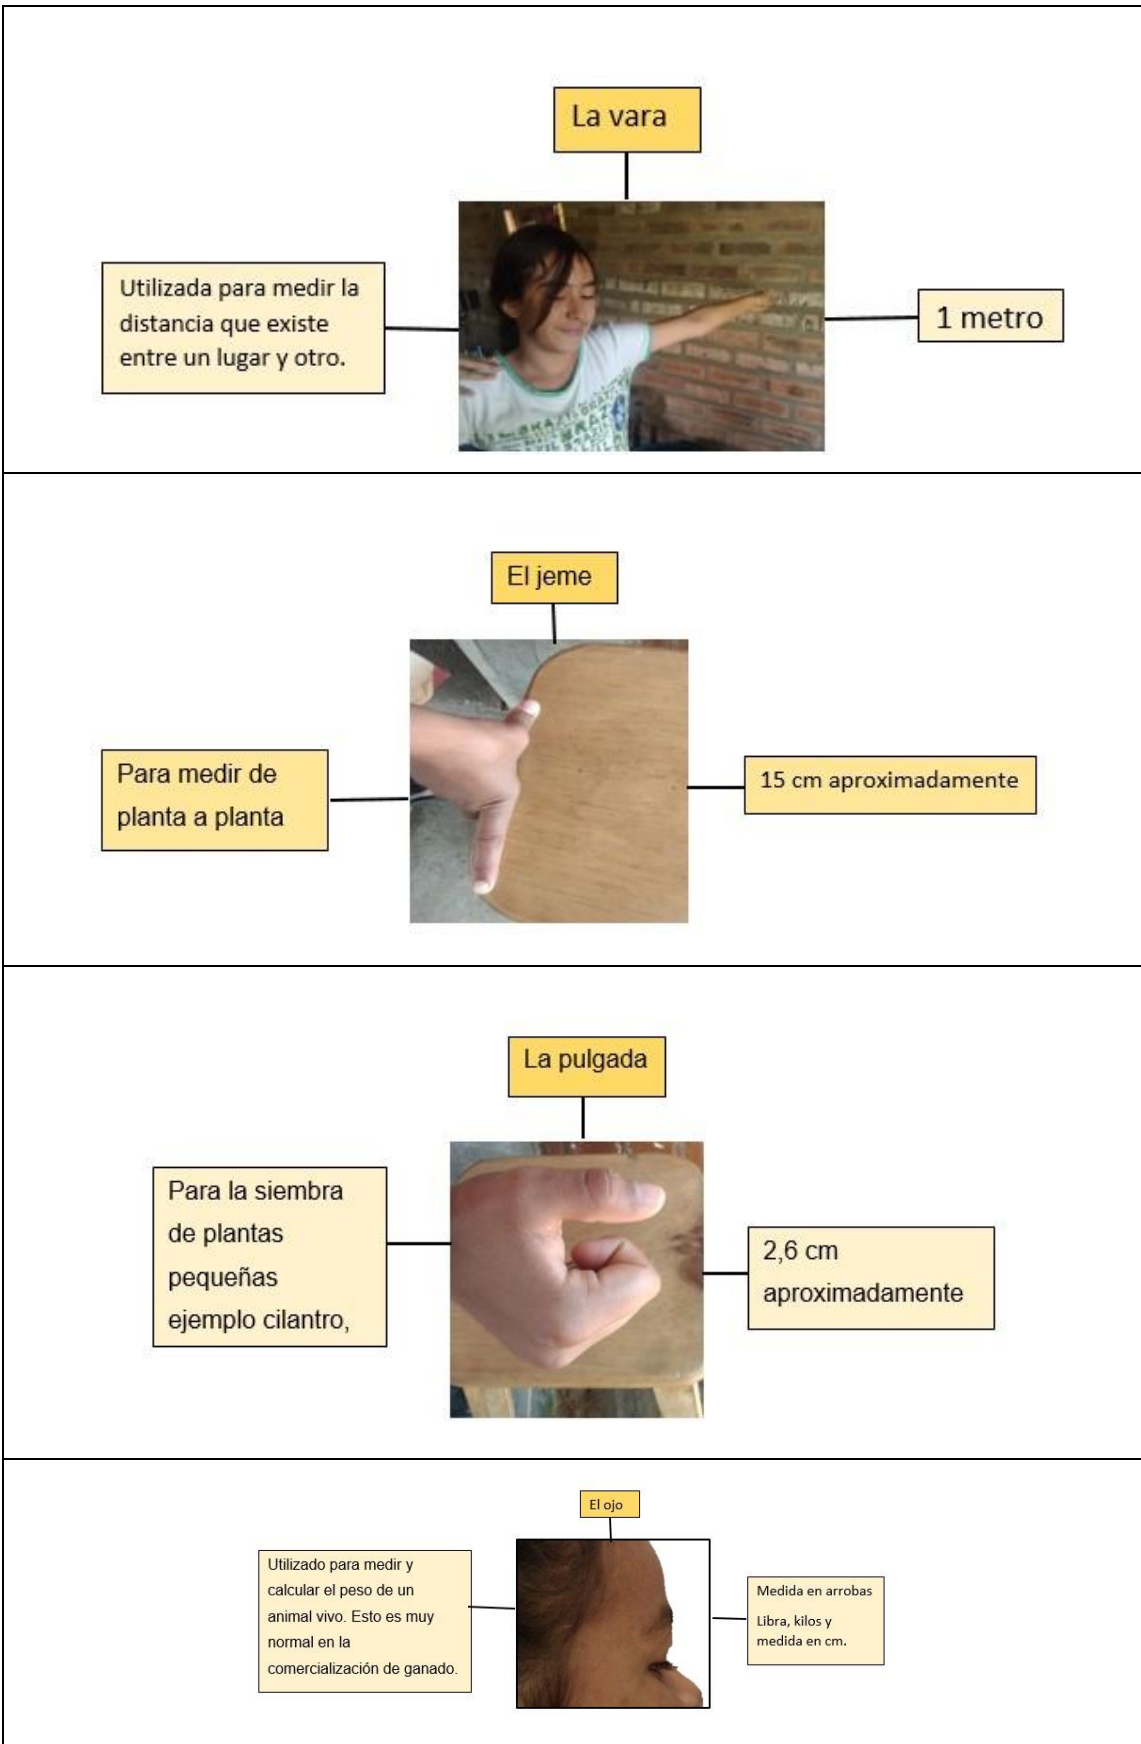 La vara
Utilizada para medir la
distancia que existe
entre un lugar y otro.
1 metro
El jeme
Para medir de
planta a planta
15 cm aproximadamente
La pulgada
Para la siembra
de plantas
pequeñas
ejemplo cilantro,
2,6 cm
aproximadamente
El ojo
Utilizado para medir y
calcular el peso de un
animal vivo. Esto es muy
normal en la
comercialización de ganado.
Medida en arrobas
Libra, kilos y
medida en cm.